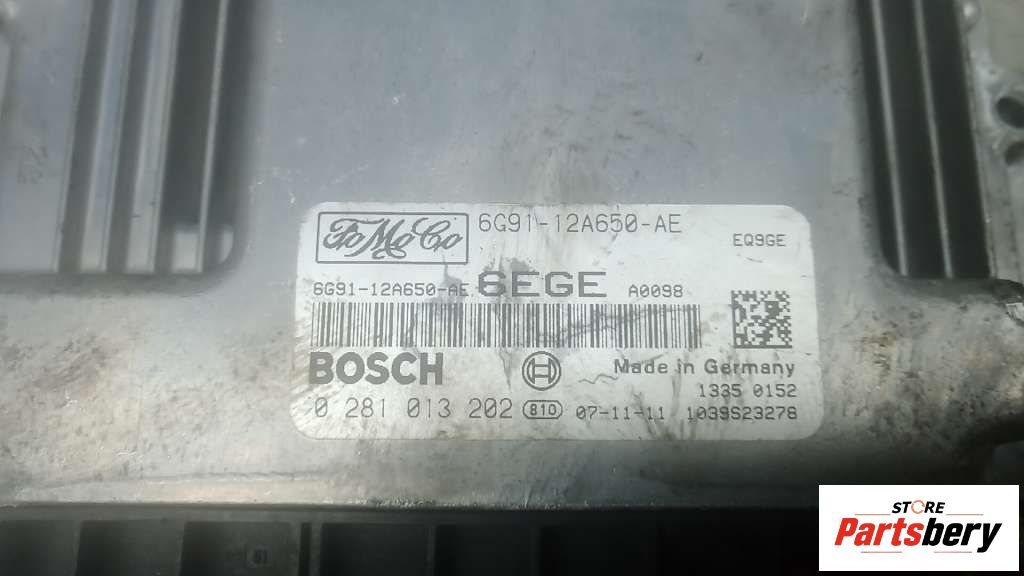 FoMoCo 6G91-12A650-AE
EQ9GE
6G91-12A650-AE 6EGE A0098
BOSCH Made in Germany
1335 0152
0 281 013 202 810 07-11-11 1039S23278
STORE
Partsbery